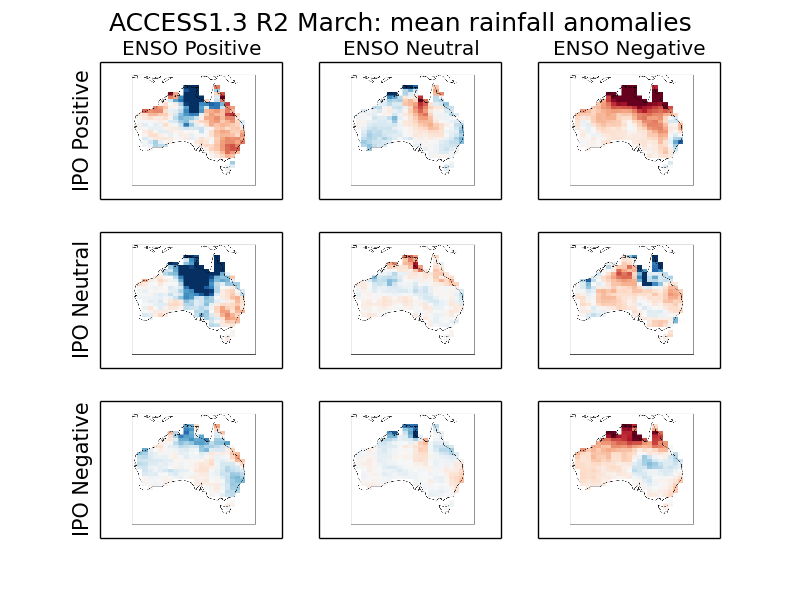 ACCESS1.3 R2 March: mean rainfall anomalies
ENSO Positive
ENSO Neutral
ENSO Negative
IPO Positive
IPO Neutral
IPO Negative